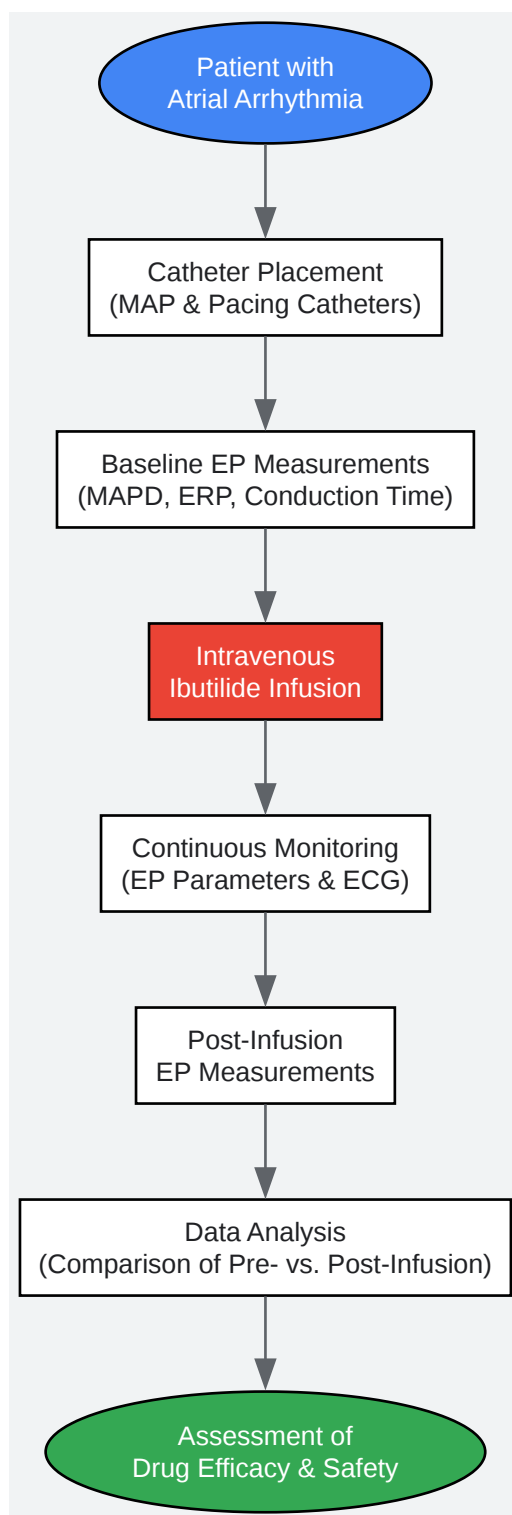 Patient with
Atrial Arrhythmia
Catheter Placement
(MAP & Pacing Catheters)
Baseline EP Measurements
(MAPD, ERP, Conduction Time)
Intravenous
Ibutilide Infusion
Continuous Monitoring
(EP Parameters & ECG)
Post-Infusion
EP Measurements
Data Analysis
(Comparison of Pre- vs. Post-Infusion)
Assessment of
Drug Efficacy & Safety